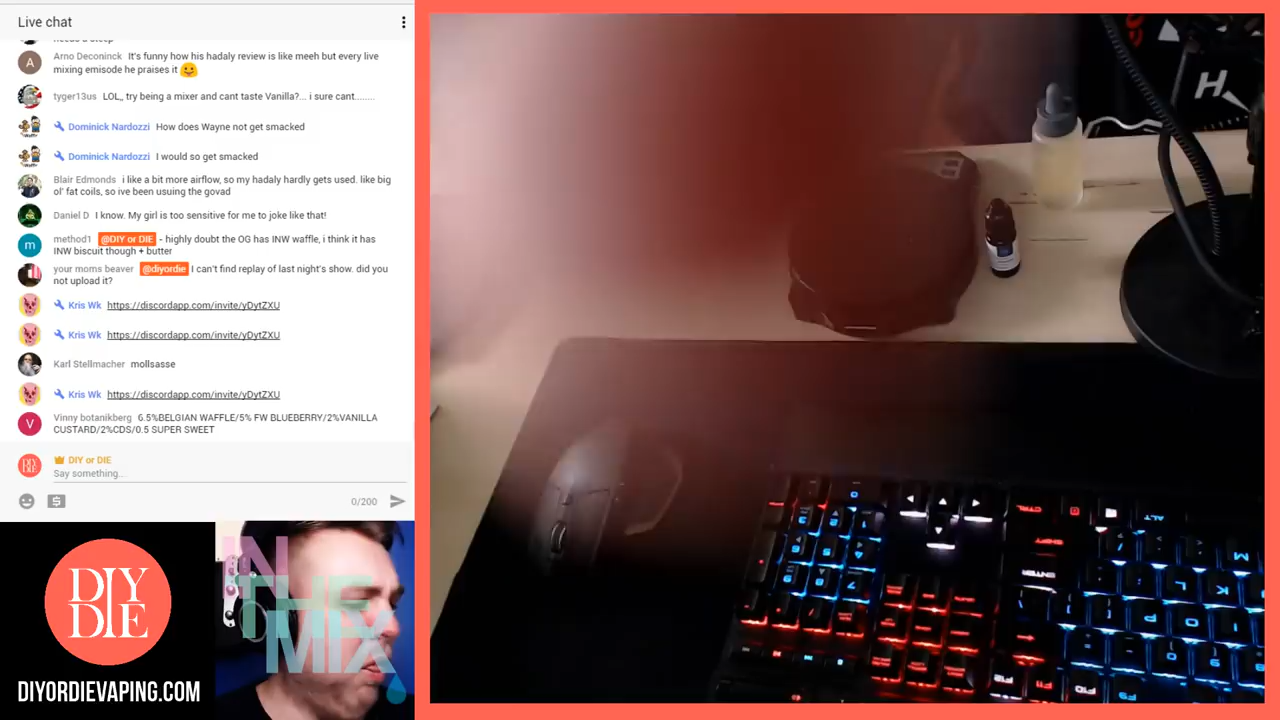 Live chat
Arno Deconinck It's funny how his hadaly review is like meeh but every live
mixing emisode he praises it
tyger13us LOL,, try being a mixer and cant taste Vanilla?... i sure cant........
Dominick Nardozzi How does Wayne not get smacked
Dominick Nardozzi I would so get smacked
Blair Edmonds i like a bit more airflow, so my hadaly hardly gets used. like big
ol' fat coils, so ive been usuing the govad
Daniel D I know. My girl is too sensitive for me to joke like that!
method1 @DIY or DIE - highly doubt the OG has INW waffle, i think it has
INW biscuit though + butter
your moms beaver @diyordie I can't find replay of last night's show. did you
not upload it?
Kris Wk https://discordapp.com/invite/yDytZXU
Kris Wk https://discordapp.com/invite/yDytZXU
Karl Stellmacher mollsasse
Kris Wk https://discordapp.com/invite/yDytZXU
Vinny botanikberg 6.5%BELGIAN WAFFLE/5% FW BLUEBERRY/2%VANILLA
CUSTARD/2%CDS/0.5 SUPER SWEET
DIY or DIE
Say something...
0/200
DIY
DIE
DIYORDIEVAPING.COM
IN
THE
MIX
H
CTRL
ALT
SHIFT
ENTER
F12
F11
F10